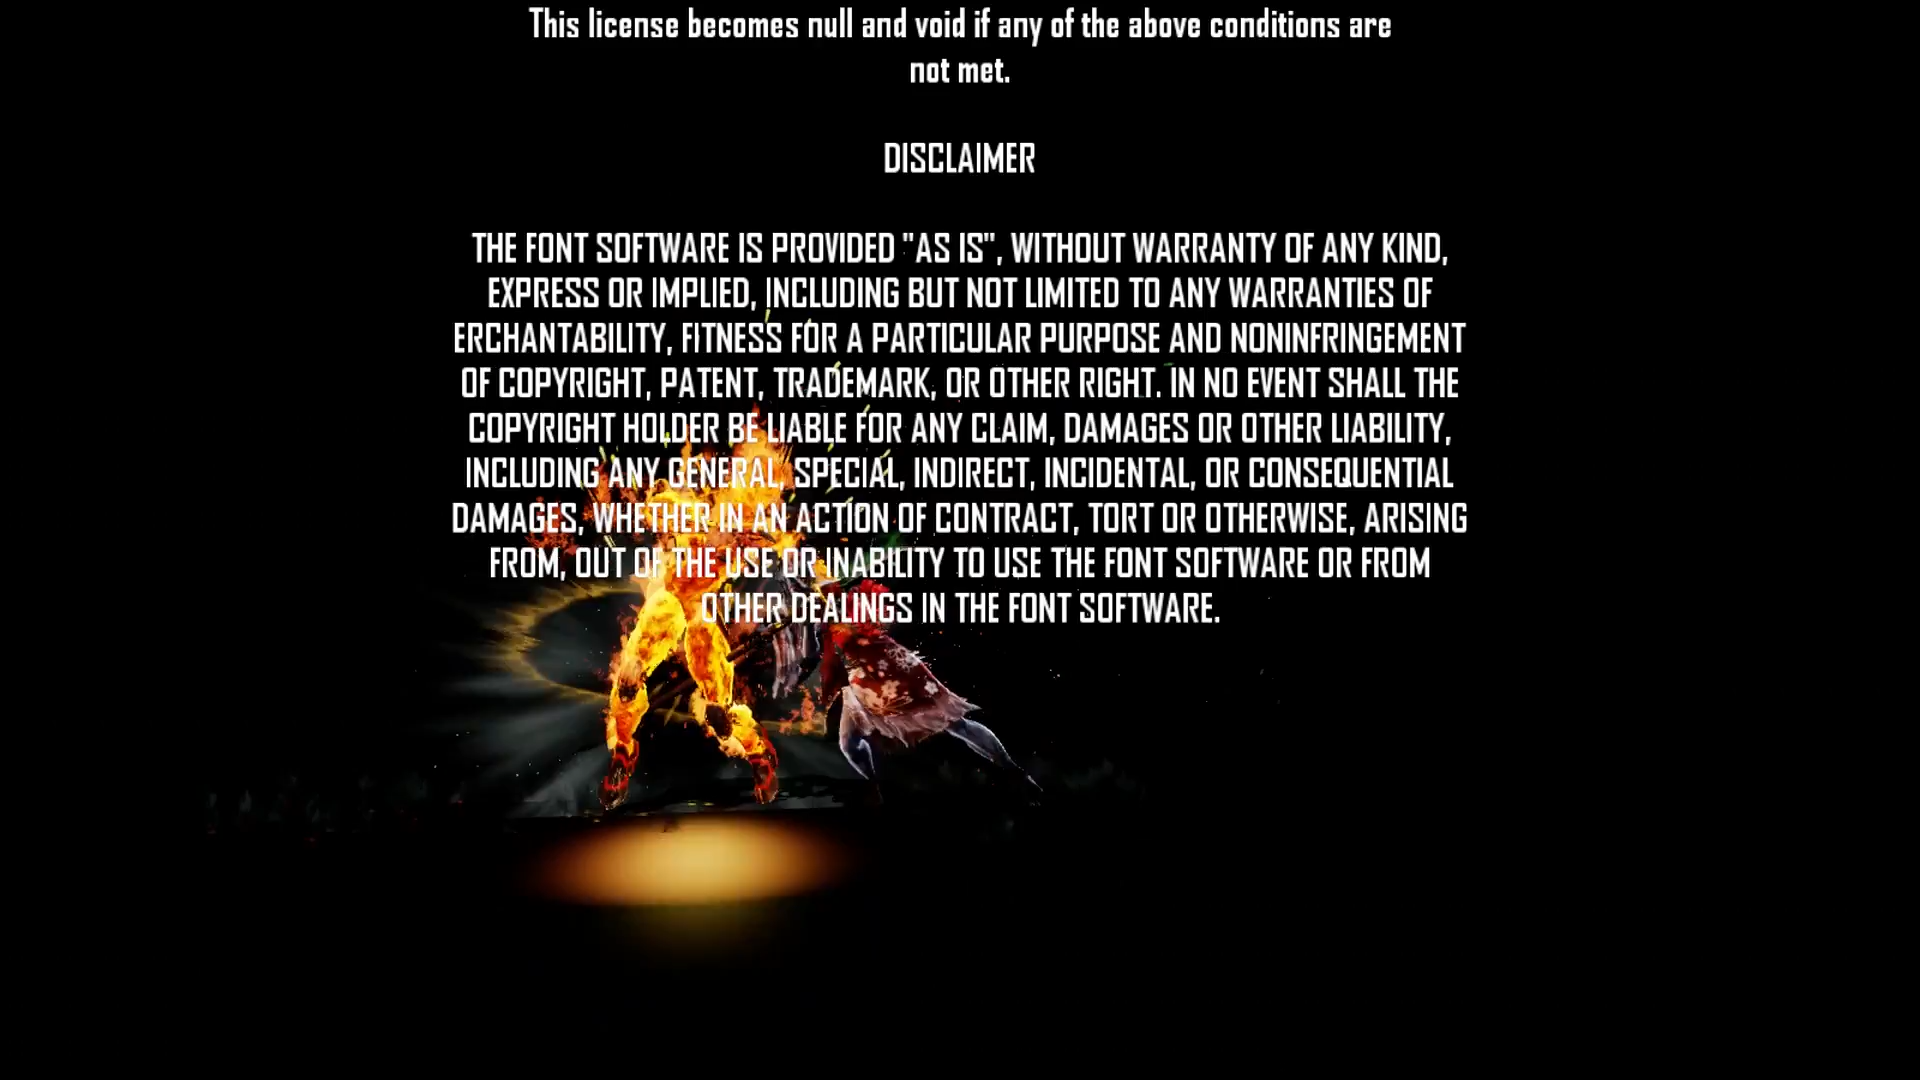 This license becomes null and void if any of the above conditions are
not met.
DISCLAIMER
THE FONT SOFTWARE IS PROVIDED "AS IS", WITHOUT WARRANTY OF ANY KIND,
EXPRESS OR IMPLIED, INCLUDING BUT NOT LIMITED TO ANY WARRANTIES OF
ERCHANTABILITY, FITNESS FOR A PARTICULAR PURPOSE AND NONINFRINGEMENT
OF COPYRIGHT, PATENT, TRADEMARK, OR OTHER RIGHT. IN NO EVENT SHALL THE
COPYRIGHT HOLDER BE LIABLE FOR ANY CLAIM, DAMAGES OR OTHER LIABILITY,
INCLUDING ANY GENERAL, SPECIAL, INDIRECT, INCIDENTAL, OR CONSEQUENTIAL
DAMAGES, WHETHER IN AN ACTION OF CONTRACT, TORT OR OTHERWISE, ARISING
FROM, OUT OF THE USE OR INABILITY TO USE THE FONT SOFTWARE OR FROM
OTHER DEALINGS IN THE FONT SOFTWARE.